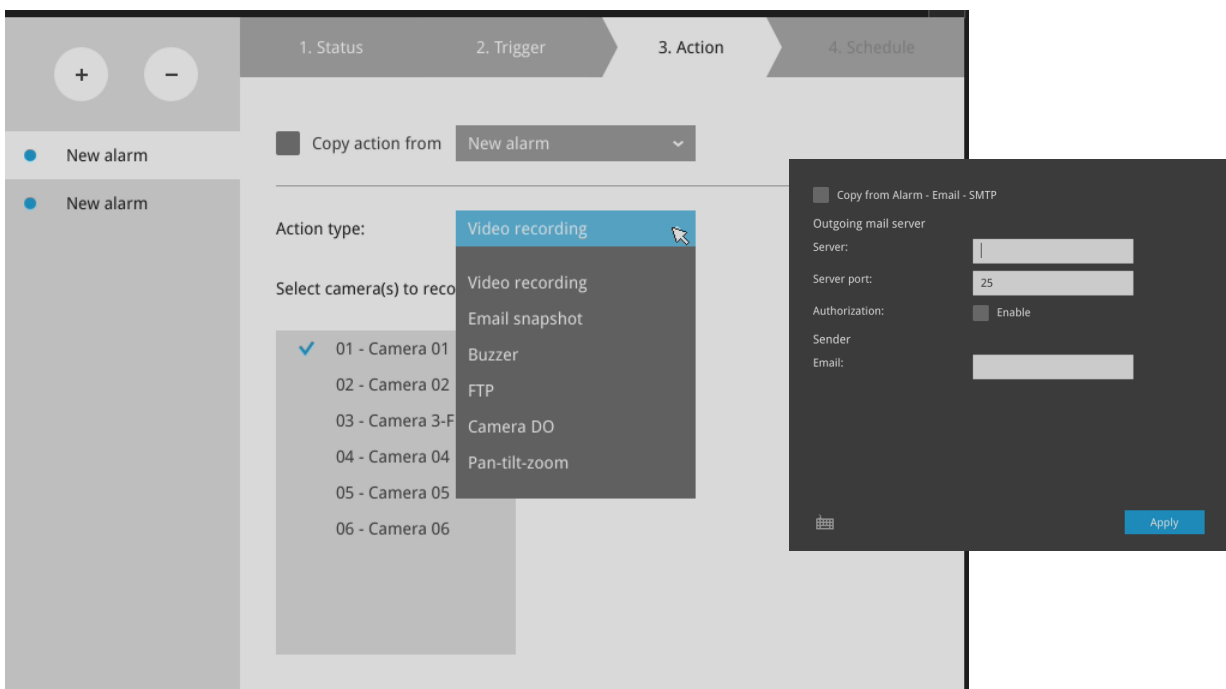 1. Status
2. Trigger
3. Action
4. Schedule
+
−
New alarm
New alarm
Copy action from
New alarm
Action type:
Video recording
Select camera(s) to reco
Video recording
Email snapshot
Buzzer
FTP
Camera DO
Pan-tilt-zoom
01 - Camera 01
02 - Camera 02
03 - Camera 3-F
04 - Camera 04
05 - Camera 05
06 - Camera 06
Copy from Alarm - Email - SMTP
Outgoing mail server
Server:
Server port: 25
Authorization: Enable
Sender
Email:
Apply